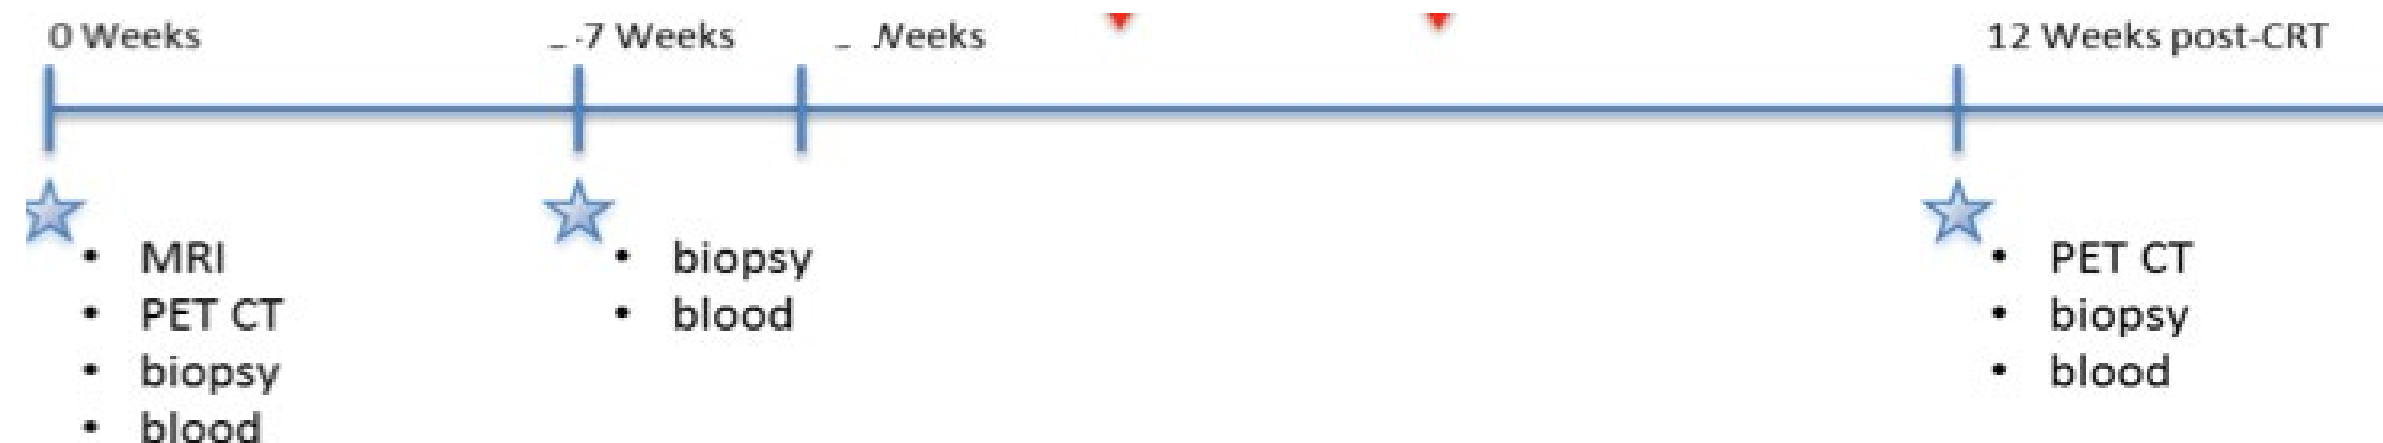 0 Weeks
7 Weeks
Weeks
12 Weeks post-CRT
• MRI
• PET CT
• biopsy
• blood
• biopsy
• blood
• PET CT
• biopsy
• blood